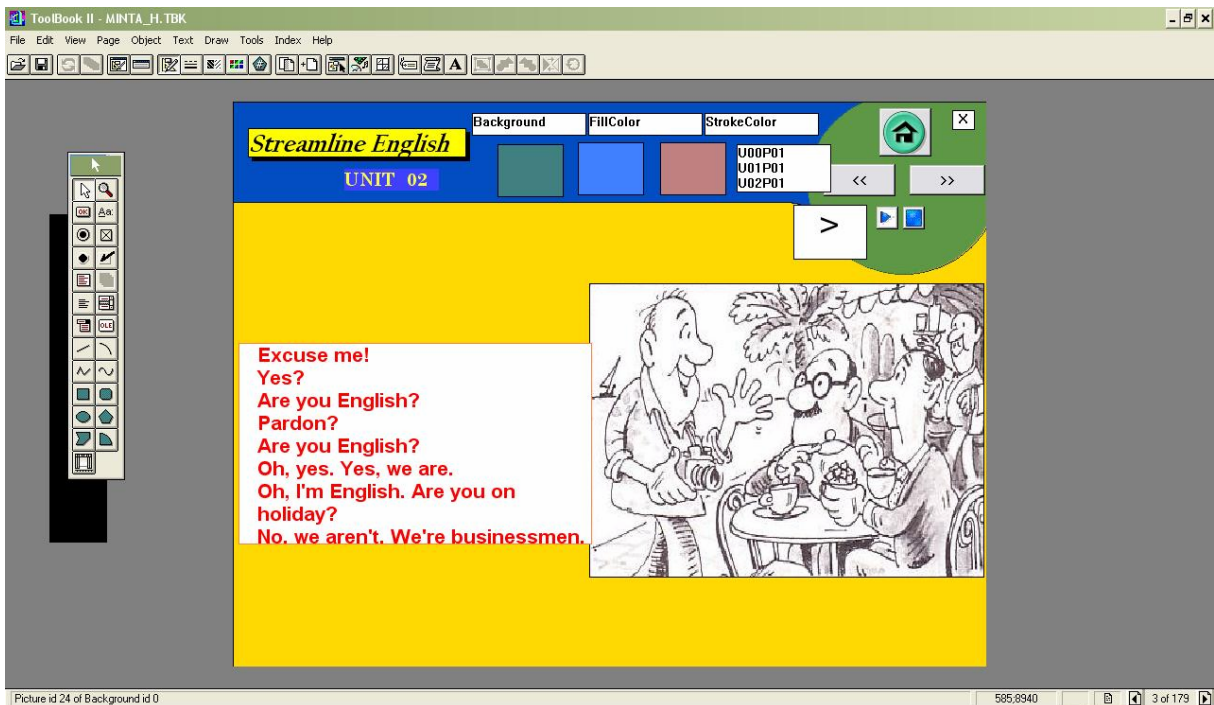 ToolBook II - MINTA_H.TBK
File Edit View Page Object Text Draw Tools Index Help
Streamline English
UNIT 02
Background
FillColor
StrokeColor
U00P01
U01P01
U02P01
X
<< >>
>
OK Aa:
OLE
A
Excuse me!
Yes?
Are you English?
Pardon?
Are you English?
Oh, yes. Yes, we are.
Oh, I'm English. Are you on
holiday?
No, we aren't. We're businessmen.
Picture id 24 of Background id 0
585;8940
3 of 179